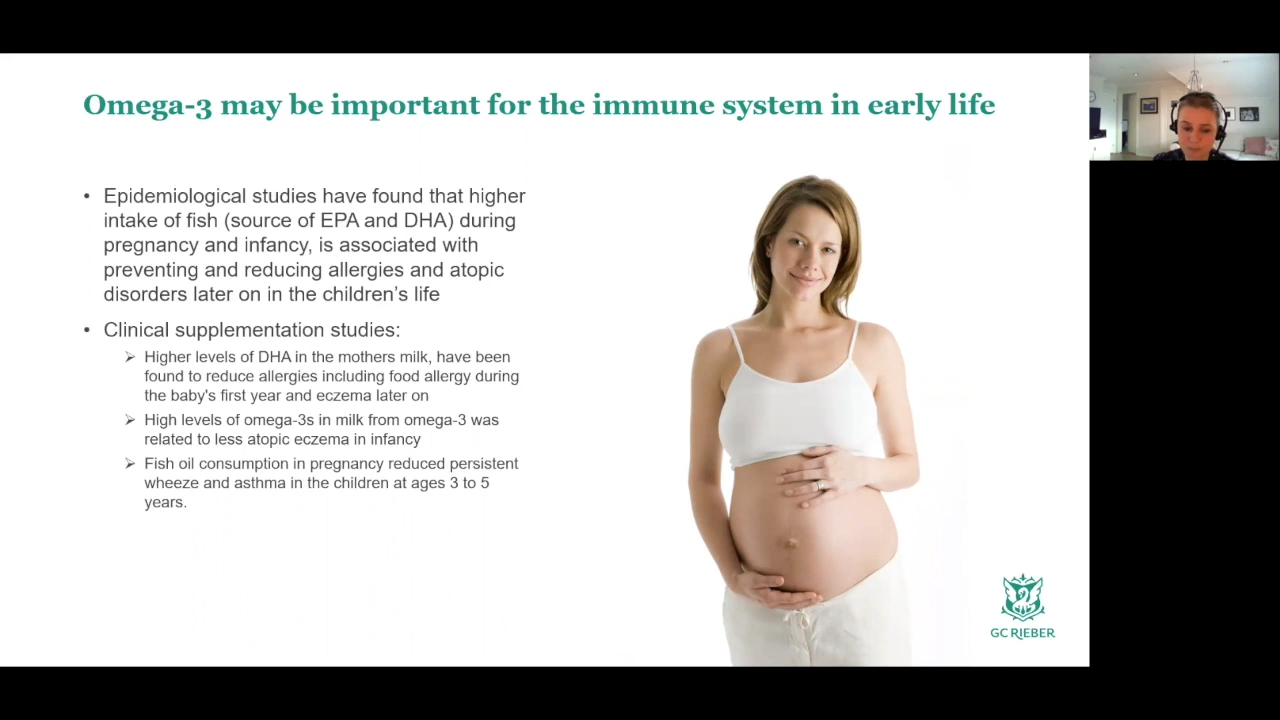 Omega-3 may be important for the immune system in early life
• Epidemiological studies have found that higher
intake of fish (source of EPA and DHA) during
pregnancy and infancy, is associated with
preventing and reducing allergies and atopic
disorders later on in the children's life
• Clinical supplementation studies:
➢ Higher levels of DHA in the mothers milk, have been
found to reduce allergies including food allergy during
the baby's first year and eczema later on
➢ High levels of omega-3s in milk from omega-3 was
related to less atopic eczema in infancy
➢ Fish oil consumption in pregnancy reduced persistent
wheeze and asthma in the children at ages 3 to 5
years.
GC RIEBER